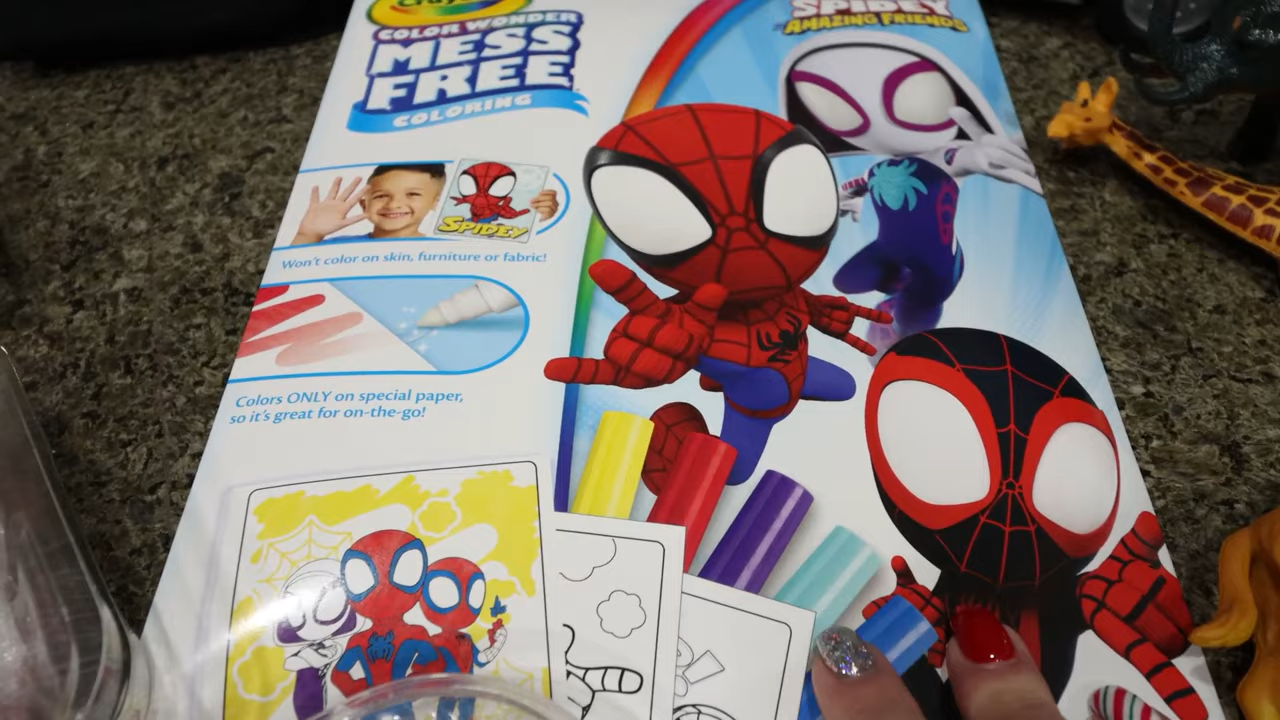 Crayola
COLOR WONDER
MESS
FREE
COLORING
SPIDEY
AMAZING FRIENDS
SPIDEY
Won't color on skin, furniture or fabric!
Colors ONLY on special paper,
so it's great for on-the-go!